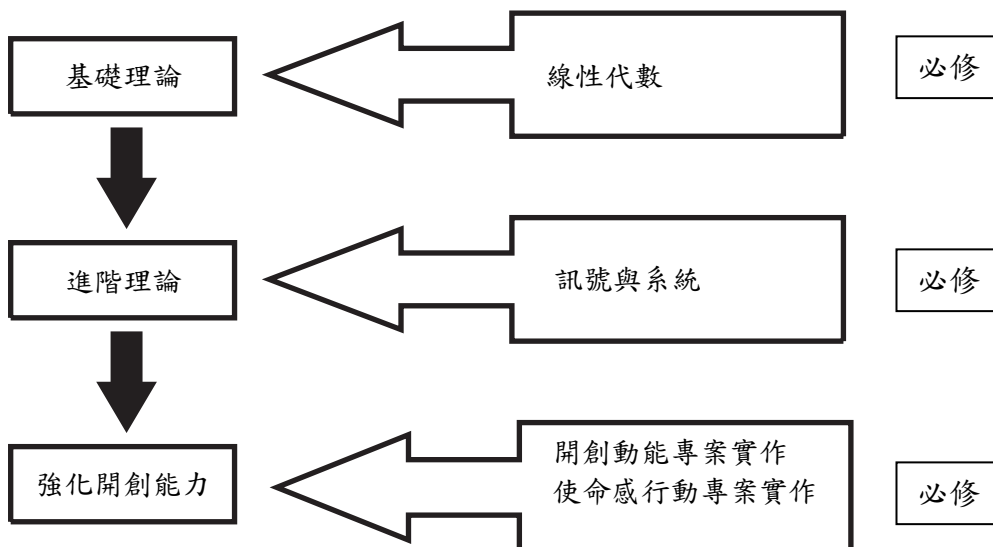 基礎理論
線性代數
必修
進階理論
訊號與系統
必修
強化開創能力
開創動能專案實作
使命感行動專案實作
必修